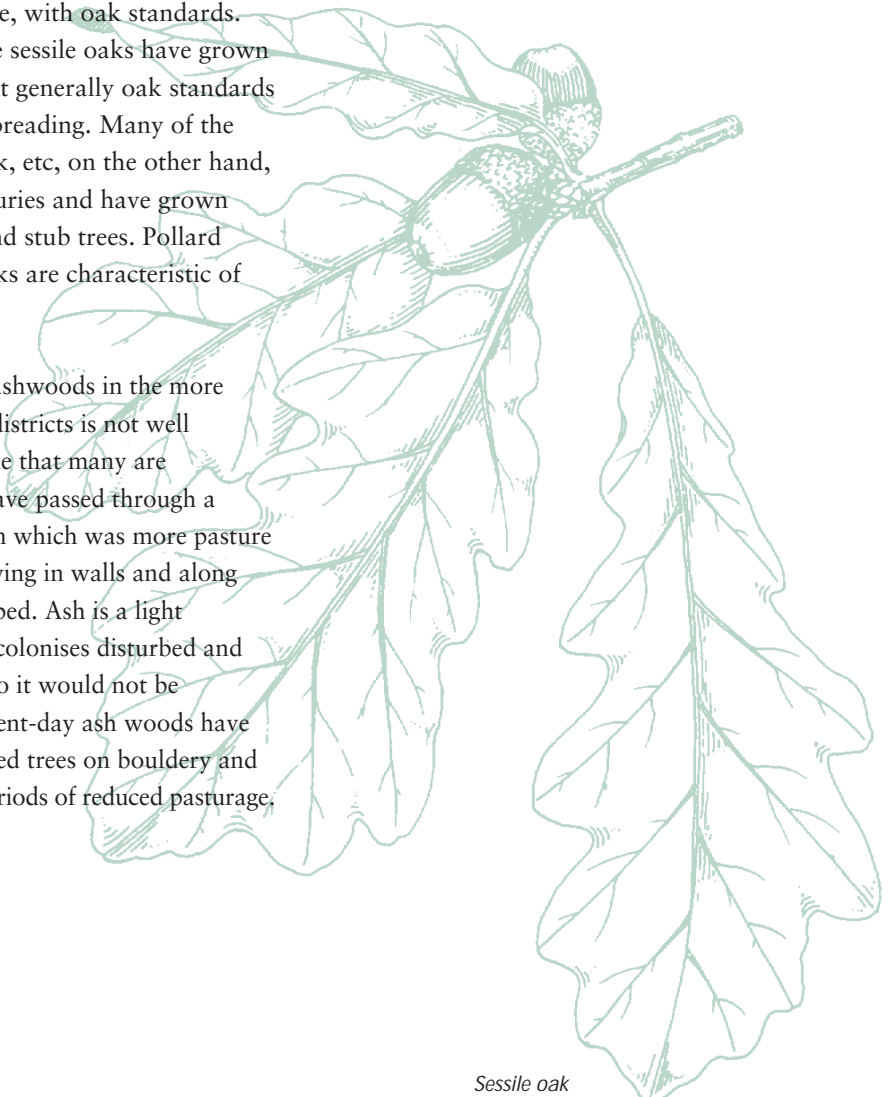 e, with oak standards.
e sessile oaks have grown
t generally oak standards
preading. Many of the
k, etc, on the other hand,
uries and have grown
nd stub trees. Pollard
ks are characteristic of
ashwoods in the more
districts is not well
e that many are
ave passed through a
n which was more pasture
ving in walls and along
ped. Ash is a light
colonises disturbed and
o it would not be
ent-day ash woods have
ed trees on bouldery and
riods of reduced pasturage.
Sessile oak